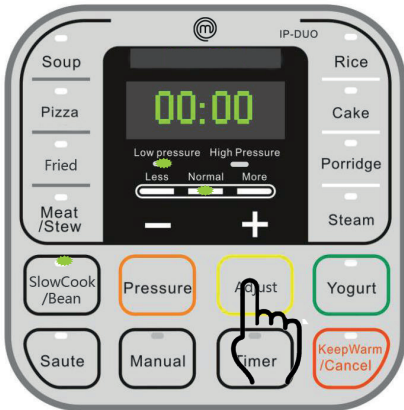 IP-DUO
Soup
Rice
00:00
Pizza
Cake
Low pressure High Pressure
Less Normal More
Fried
Porridge
Meat
/Stew
− +
Steam
SlowCook
/Bean
Pressure
Adjust
Yogurt
Saute
Manual
Timer
KeepWarm
/Cancel